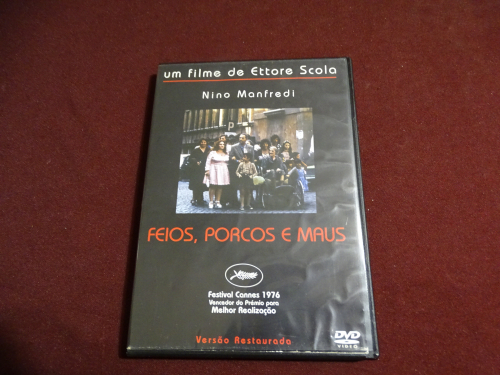 um filme de Ettore Scola
Nino Manfredi
FEIOS, PORCOS E MAUS
Festival Cannes 1976
Vencedor do Prémio para
Melhor Realização
Versão Restaurada
DVD
VIDEO